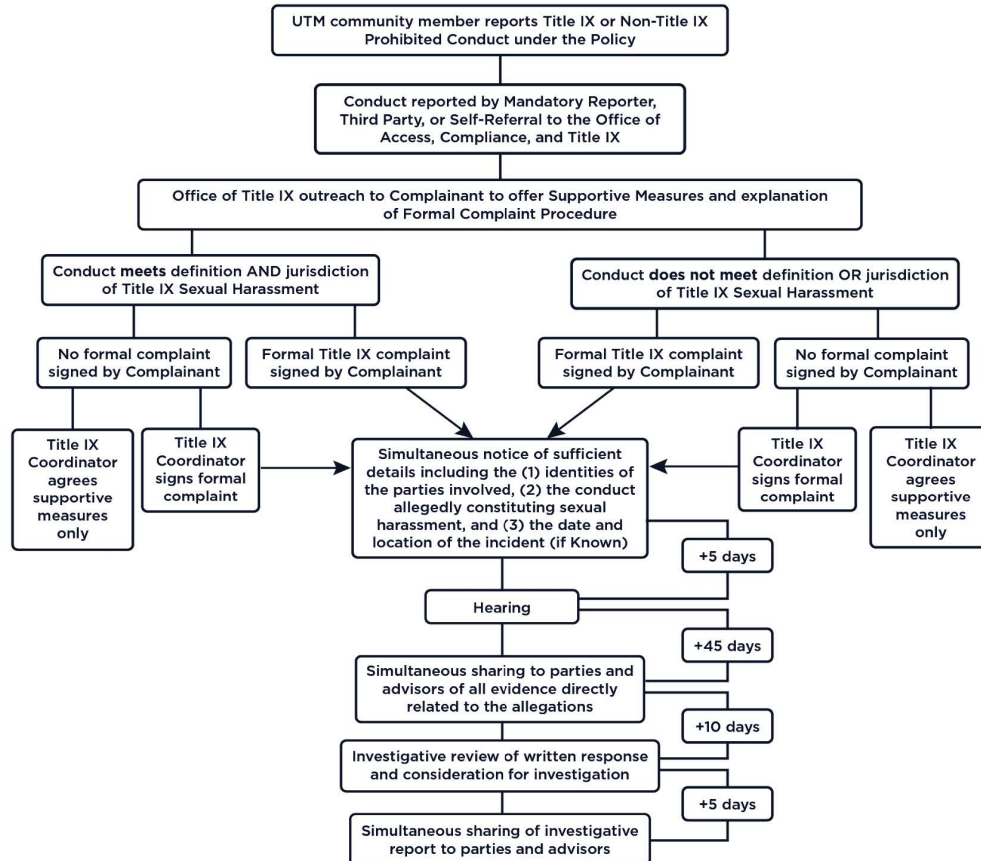 UTM community member reports Title IX or Non-Title IX
Prohibited Conduct under the Policy
Conduct reported by Mandatory Reporter,
Third Party, or Self-Referral to the Office of
Access, Compliance, and Title IX
Office of Title IX outreach to Complainant to offer Supportive Measures and explanation
of Formal Complaint Procedure
Conduct meets definition AND jurisdiction
of Title IX Sexual Harassment
Conduct does not meet definition OR jurisdiction
of Title IX Sexual Harassment
No formal complaint
signed by Complainant
Formal Title IX complaint
signed by Complainant
Formal Title IX complaint
signed by Complainant
No formal complaint
signed by Complainant
Title IX
Coordinator
agrees
supportive
measures
only
Title IX
Coordinator
signs formal
complaint
Simultaneous notice of sufficient
details including the (1) identities of
the parties involved, (2) the conduct
allegedly constituting sexual
harassment, and (3) the date and
location of the incident (if Known)
Title IX
Coordinator
signs formal
complaint
Title IX
Coordinator
agrees
supportive
measures
only
+5 days
Hearing
+45 days
Simultaneous sharing to parties and
advisors of all evidence directly
related to the allegations
+10 days
Investigative review of written response
and consideration for investigation
+5 days
Simultaneous sharing of investigative
report to parties and advisors